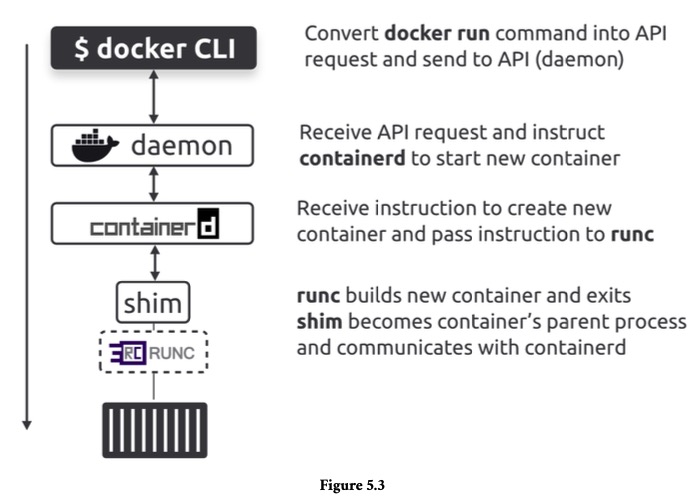 $ docker CLI
Convert docker run command into API
request and send to API (daemon)
daemon
Receive API request and instruct
containerd to start new container
containerd
Receive instruction to create new
container and pass instruction to runc
shim
runc builds new container and exits
shim becomes container’s parent process
and communicates with containerd
RC RUNC
Figure 5.3